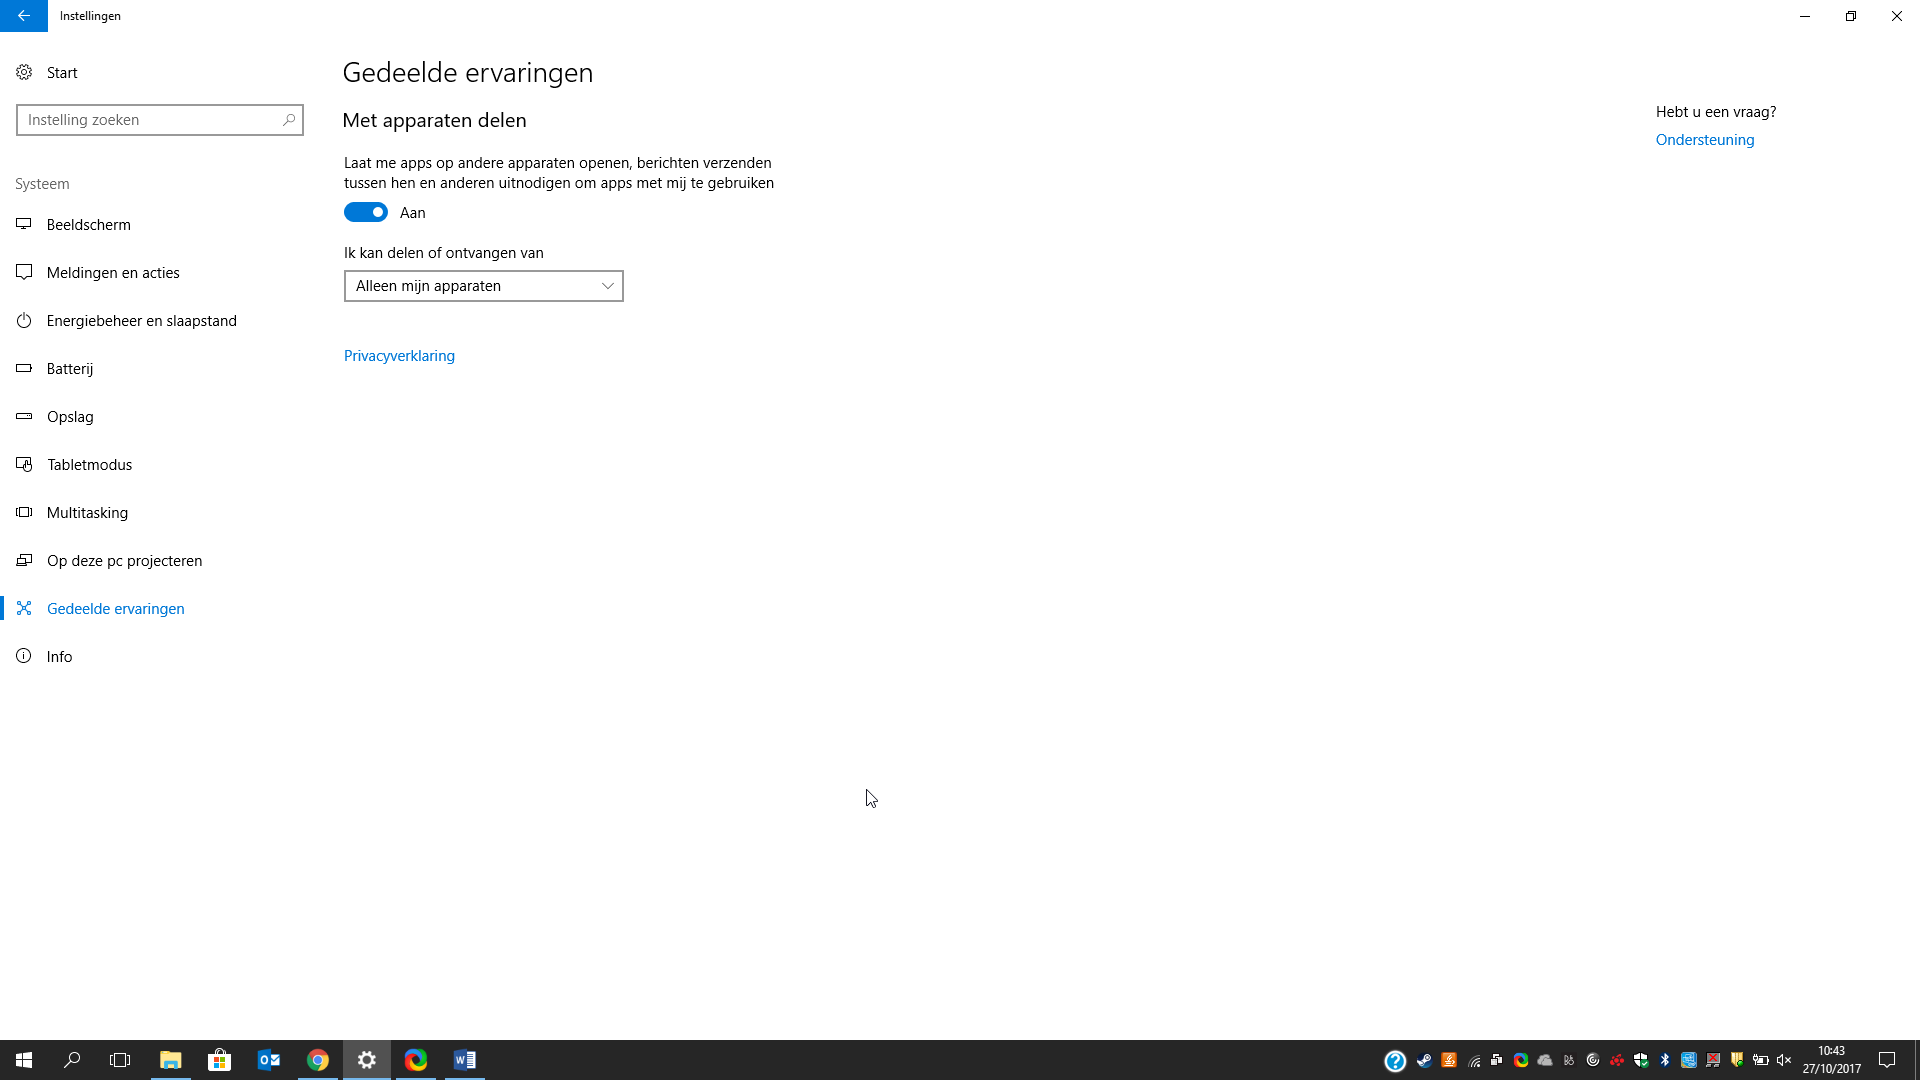 Instellingen
Start
Instelling zoeken
Systeem
Beeldscherm
Meldingen en acties
Energiebeheer en slaapstand
Batterij
Opslag
Tabletmodus
Multitasking
Op deze pc projecteren
Gedeelde ervaringen
Info
Gedeelde ervaringen
Met apparaten delen
Laat me apps op andere apparaten openen, berichten verzenden
tussen hen en anderen uitnodigen om apps met mij te gebruiken
Aan
Ik kan delen of ontvangen van
Alleen mijn apparaten
Privacyverklaring
Hebt u een vraag?
Ondersteuning
10:43
27/10/2017